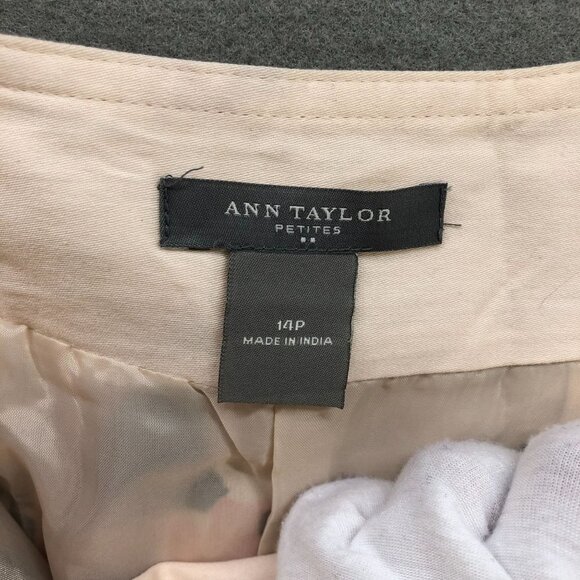 ANN TAYLOR
PETITES
14P
MADE IN INDIA